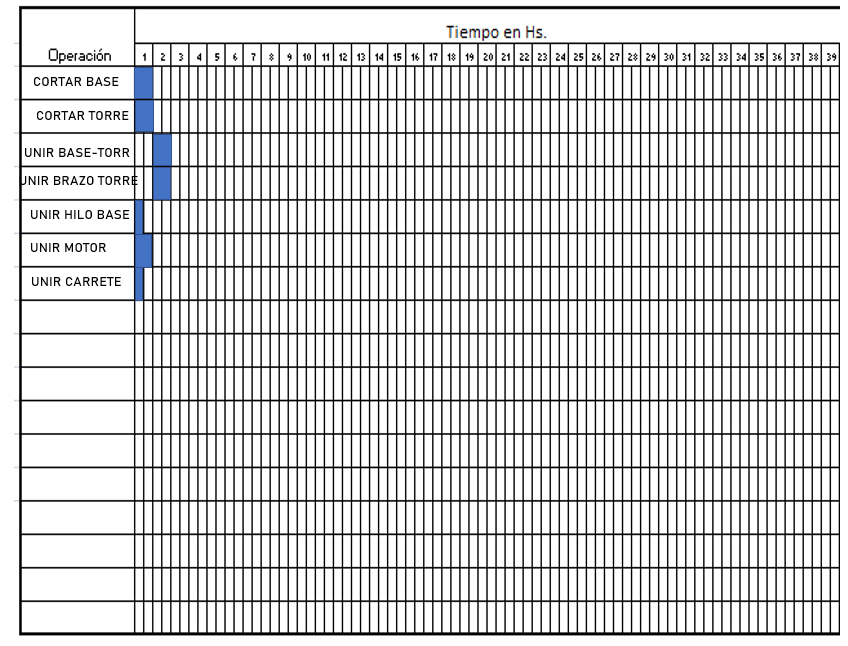 Tiempo en Hs.
Operación 1 2 3 4 5 6 7 8 9 10 11 12 13 14 15 16 17 18 19 20 21 22 23 24 25 26 27 28 29 30 31 32 33 34 35 36 37 38 39
CORTAR BASE
CORTAR TORRE
UNIR BASE-TORR
UNIR BRAZO TORRE
UNIR HILO BASE
UNIR MOTOR
UNIR CARRETE